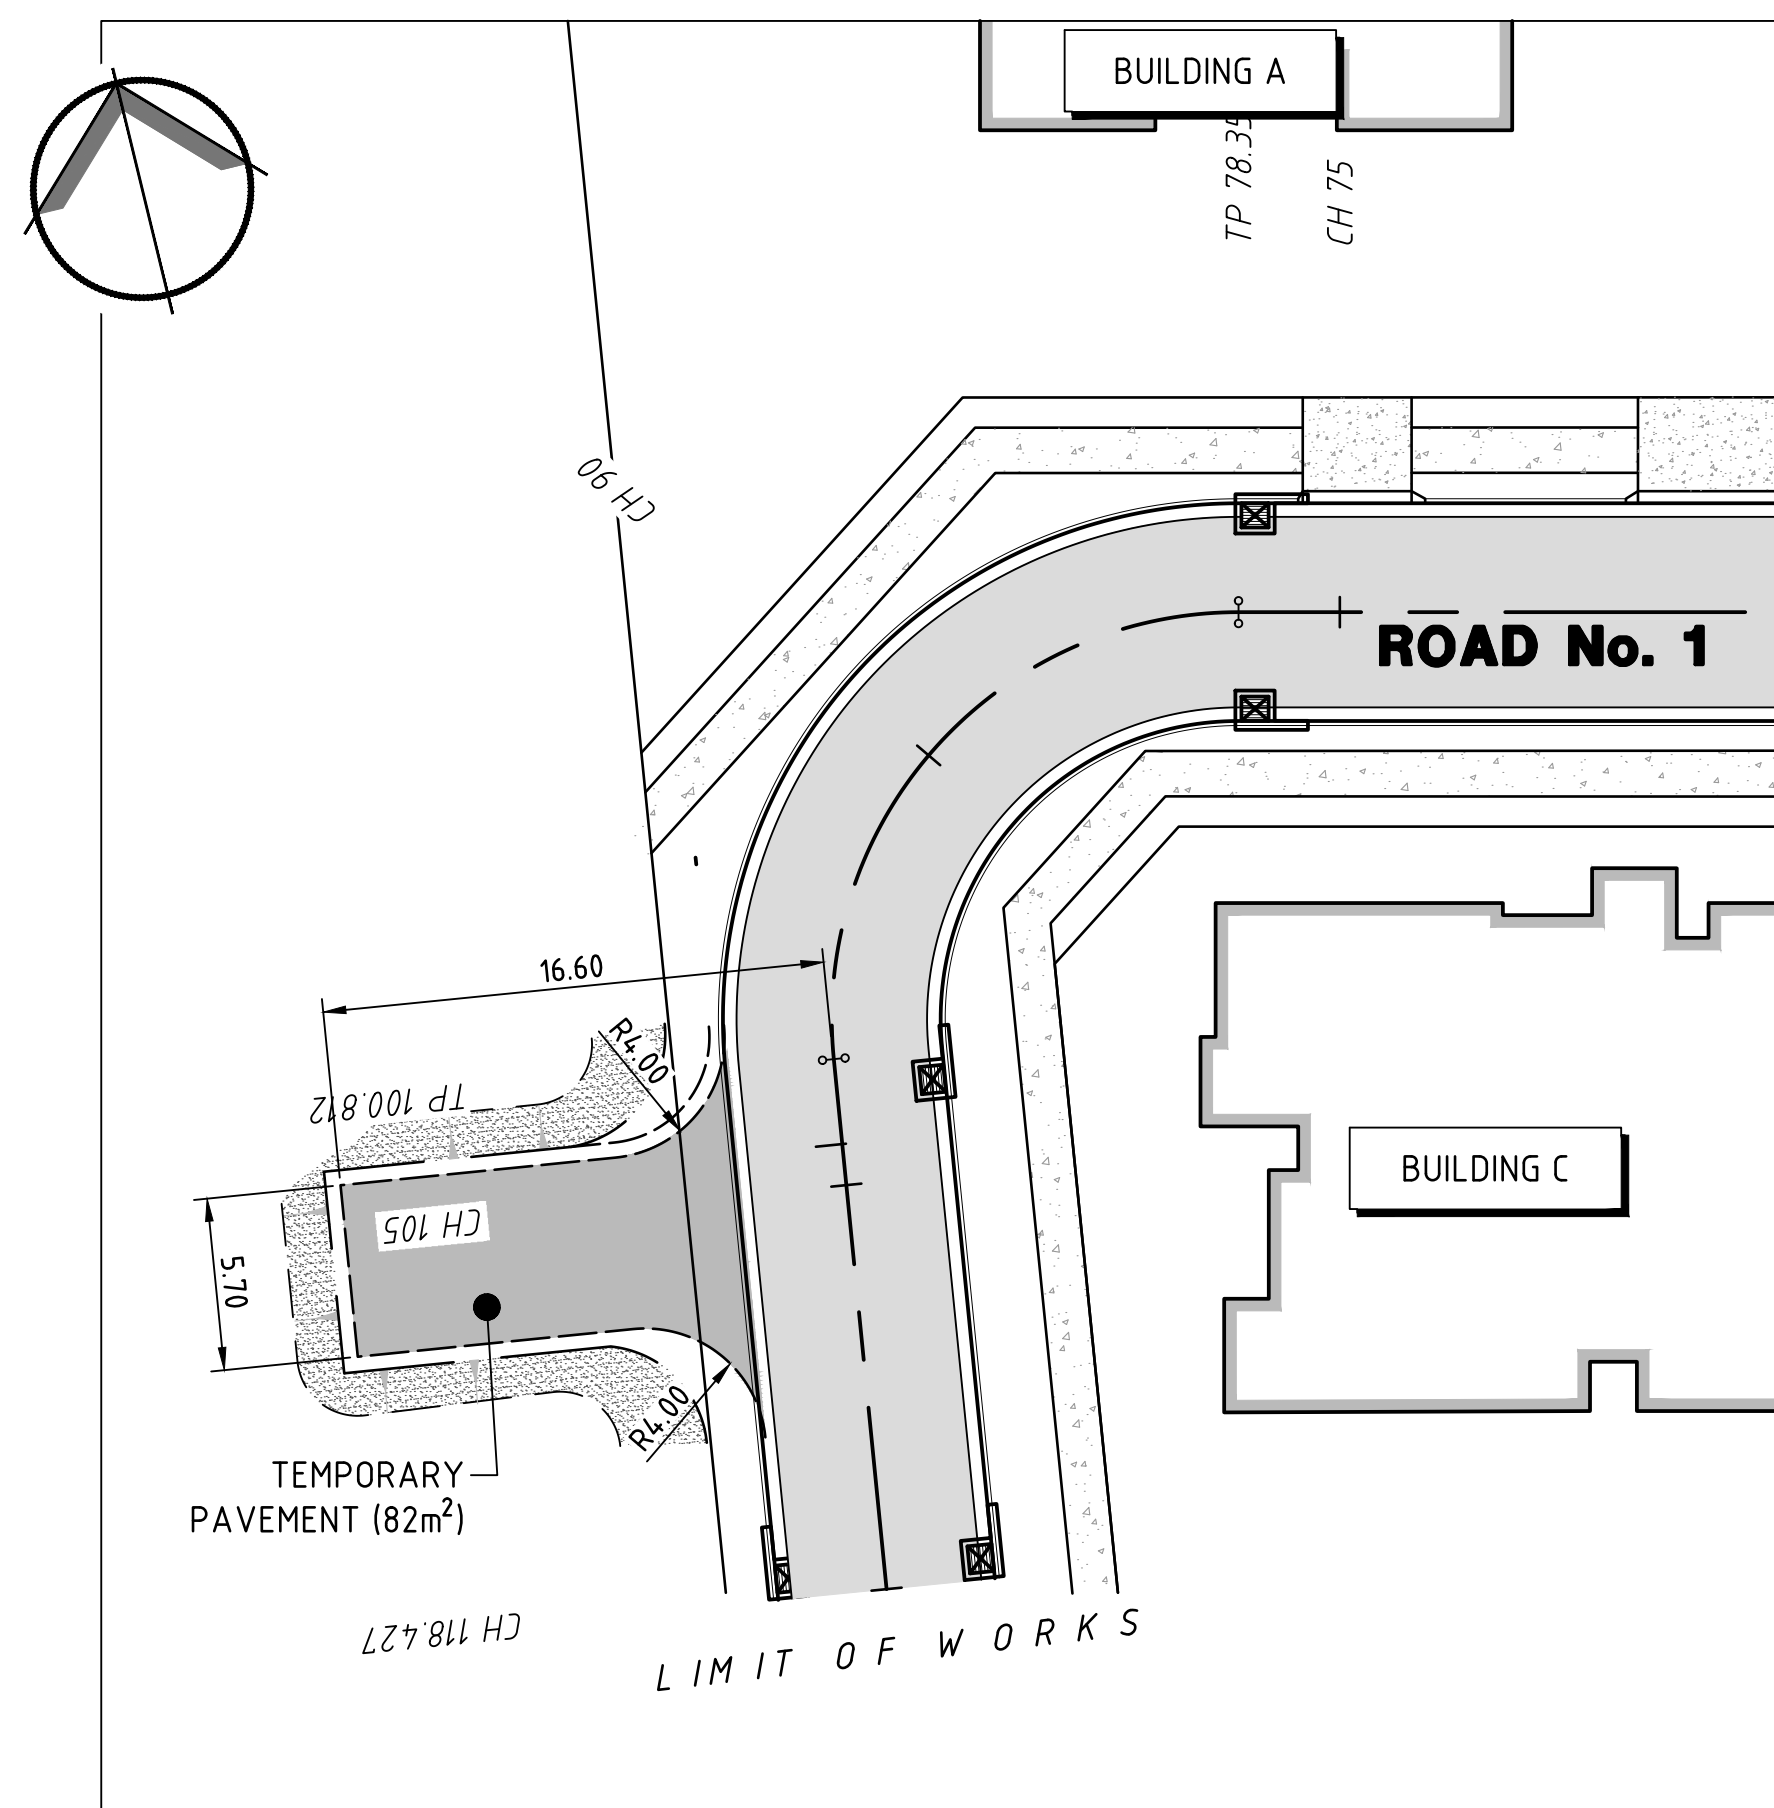 BUILDING A
TP 78.35
CH 75
CH 90
ROAD No. 1
16.60
R4.00
TP 100.812
CH 105
5.70
BUILDING C
R4.00
TEMPORARY
PAVEMENT (82m²)
CH 118.427
LIMIT OF WORKS